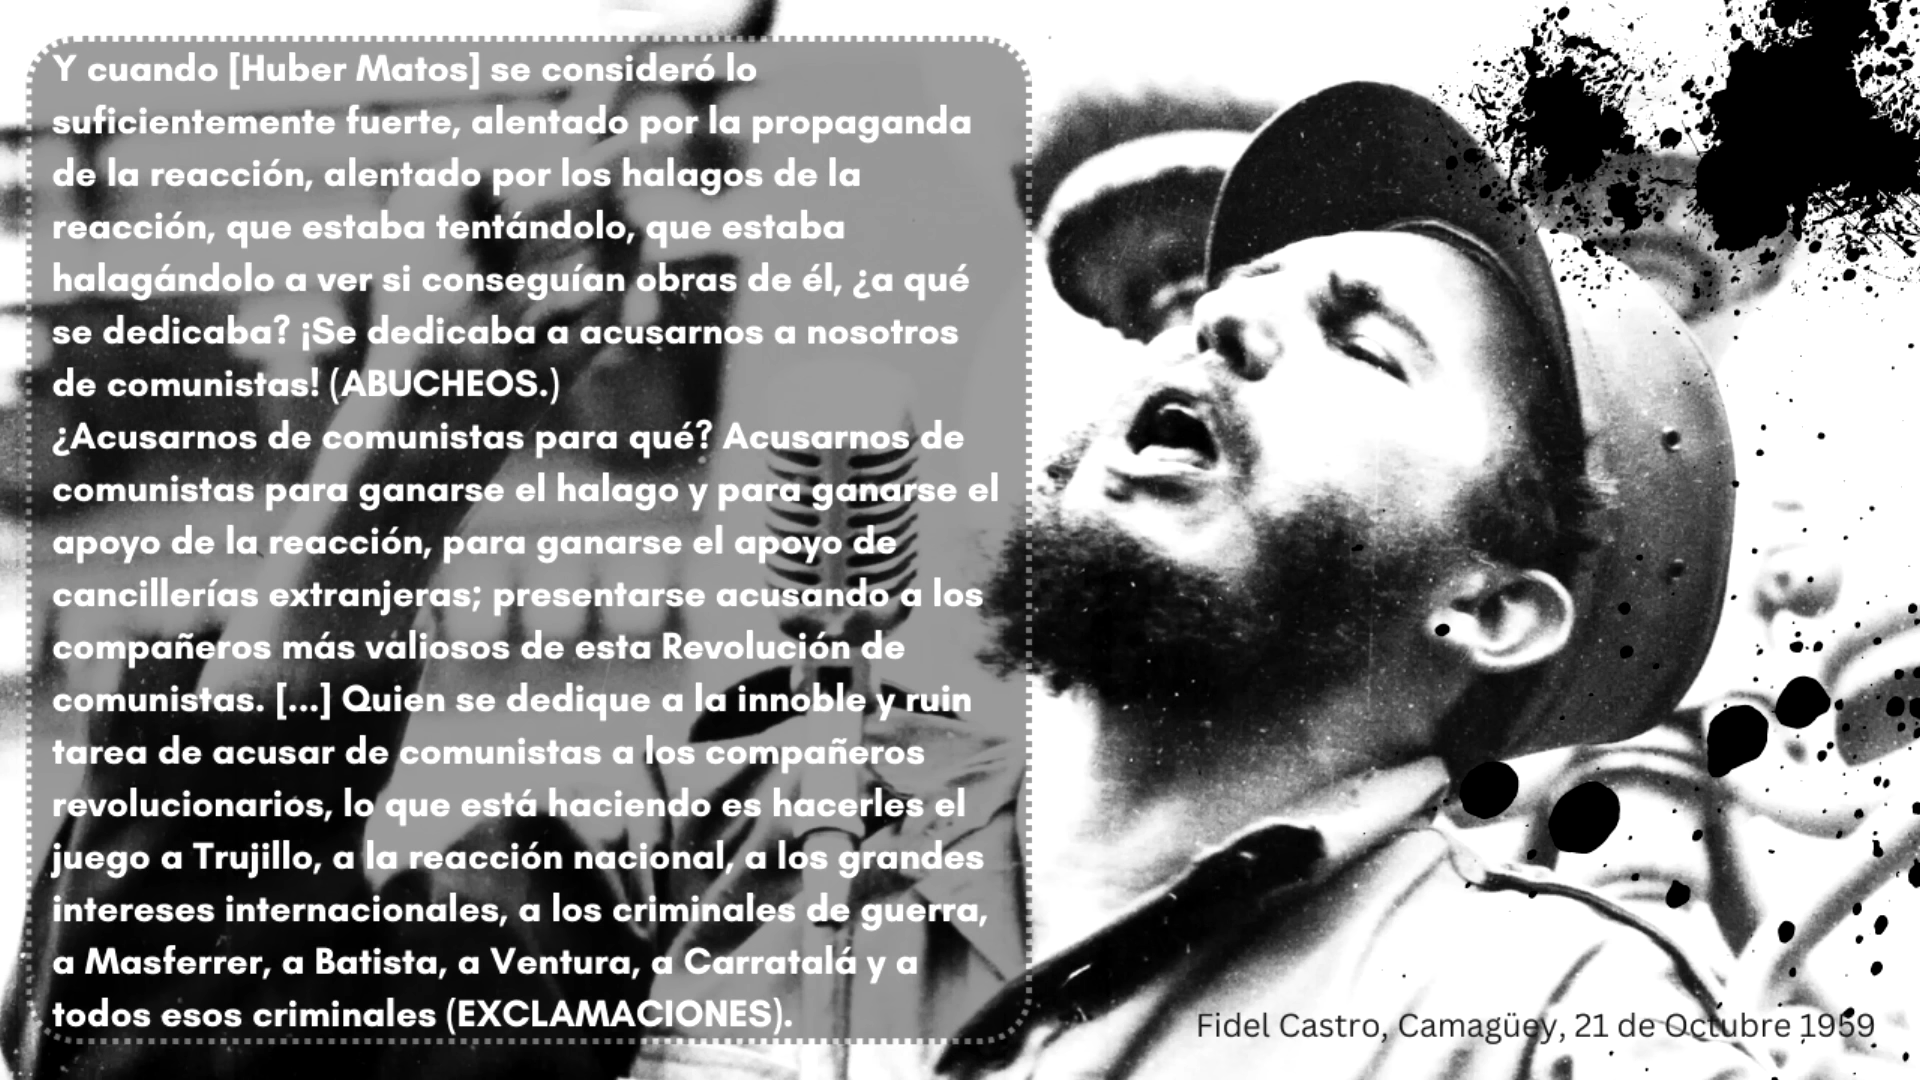 Y cuando [Huber Matos] se consideró lo
suficientemente fuerte, alentado por la propaganda
de la reacción, alentado por los halagos de la
reacción, que estaba tentándolo, que estaba
halagándolo a ver si conseguían obras de él, ¿a qué
se dedicaba? ¡Se dedicaba a acusarnos a nosotros
de comunistas! (ABUCHEOS.)
¿Acusarnos de comunistas para qué? Acusarnos de
comunistas para ganarse el halago y para ganarse el
apoyo de la reacción, para ganarse el apoyo de
cancillerías extranjeras; presentarse acusando a los
compañeros más valiosos de esta Revolución de
comunistas. [...] Quien se dedique a la innoble y ruin
tarea de acusar de comunistas a los compañeros
revolucionarios, lo que está haciendo es hacerles el
juego a Trujillo, a la reacción nacional, a los grandes
intereses internacionales, a los criminales de guerra,
a Masferrer, a Batista, a Ventura, a Carratalá y a
todos esos criminales (EXCLAMACIONES).
Fidel Castro, Camagüey, 21 de Octubre 1959